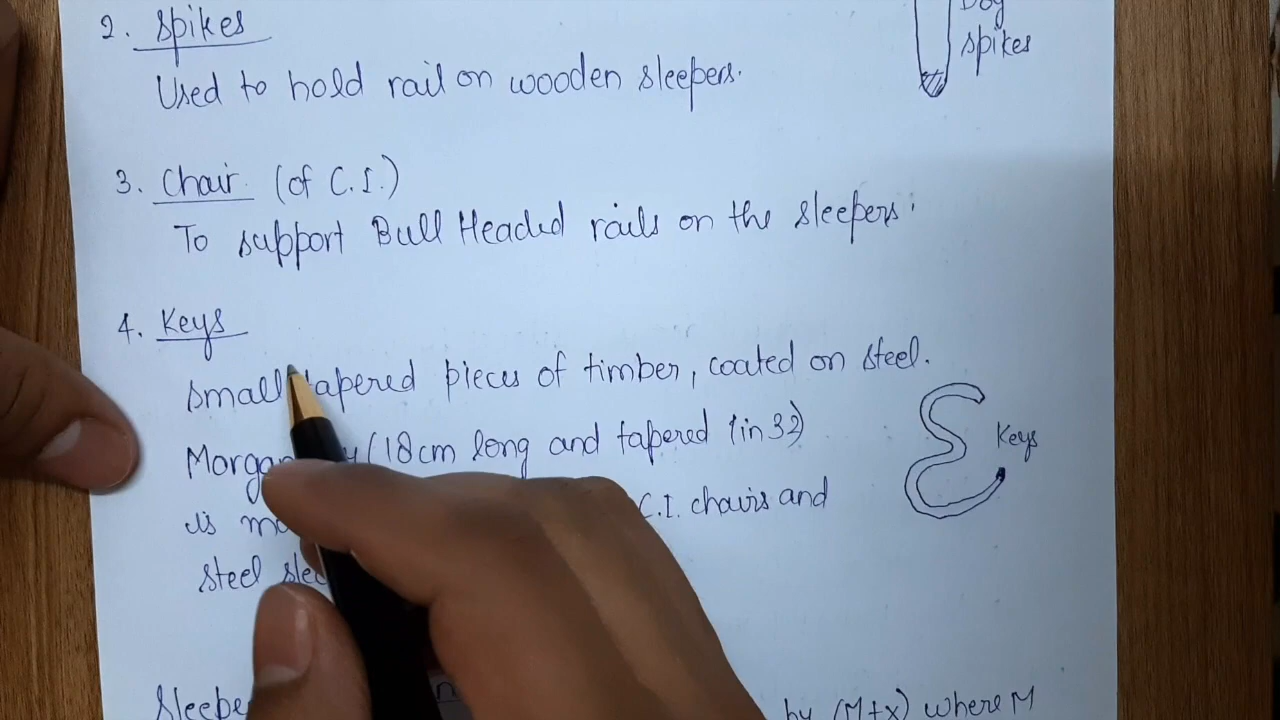 2. Spikes
Dog
spikes
Used to hold rail on wooden sleepers.
3. Chair (of C.I.)
To support Bull Headed rails on the sleepers.
4. Keys
Small tapered pieces of timber, coated on steel.
(18cm long and tapered 1 in 32)
Keys
is C.I. chairs and
steel
by (M+x) where M